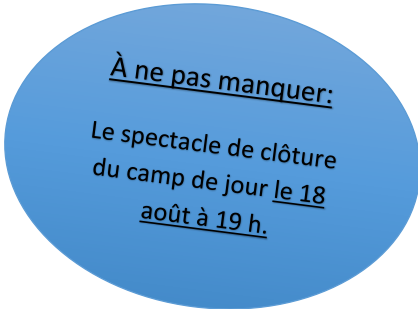 À ne pas manquer:
Le spectacle de clôture
du camp de jour le 18
août à 19 h.